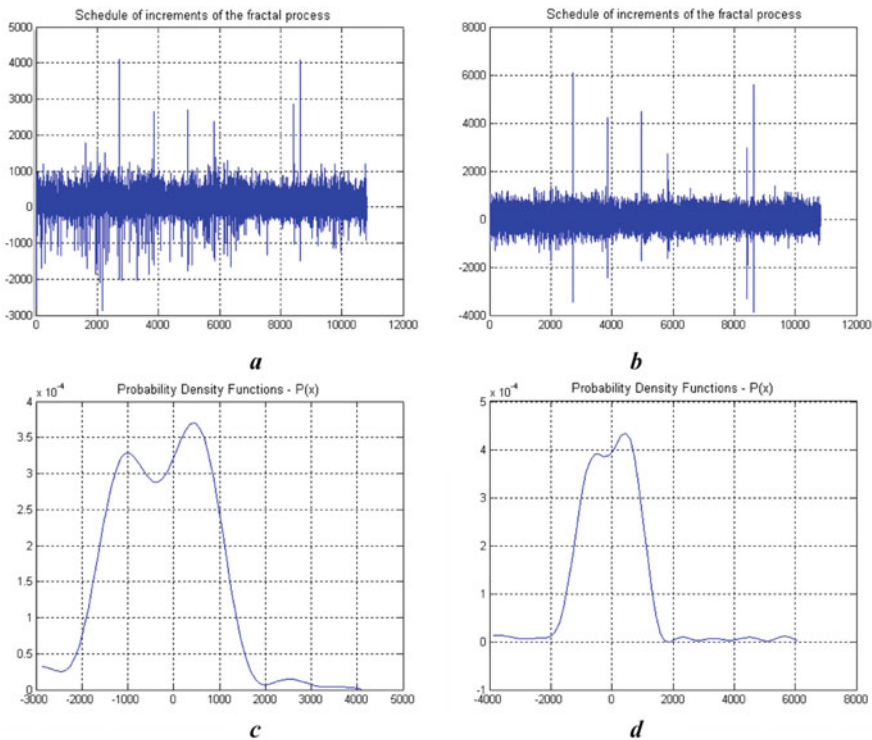 Schedule of increments of the fractal process
5000
4000
3000
2000
1000
0
-1000
-2000
-3000
0 2000 4000 6000 8000 10000 12000
a
Schedule of increments of the fractal process
8000
6000
4000
2000
0
-2000
-4000
0 2000 4000 6000 8000 10000 12000
b
x 10-4
Probability Density Functions - P(x)
4
3.5
3
2.5
2
1.5
1
0.5
0
-3000 -2000 -1000 0 1000 2000 3000 4000 5000
c
x 10-4
Probability Density Functions - P(x)
5
4
3
2
1
0
-1
-4000 -2000 0 2000 4000 6000 8000
d